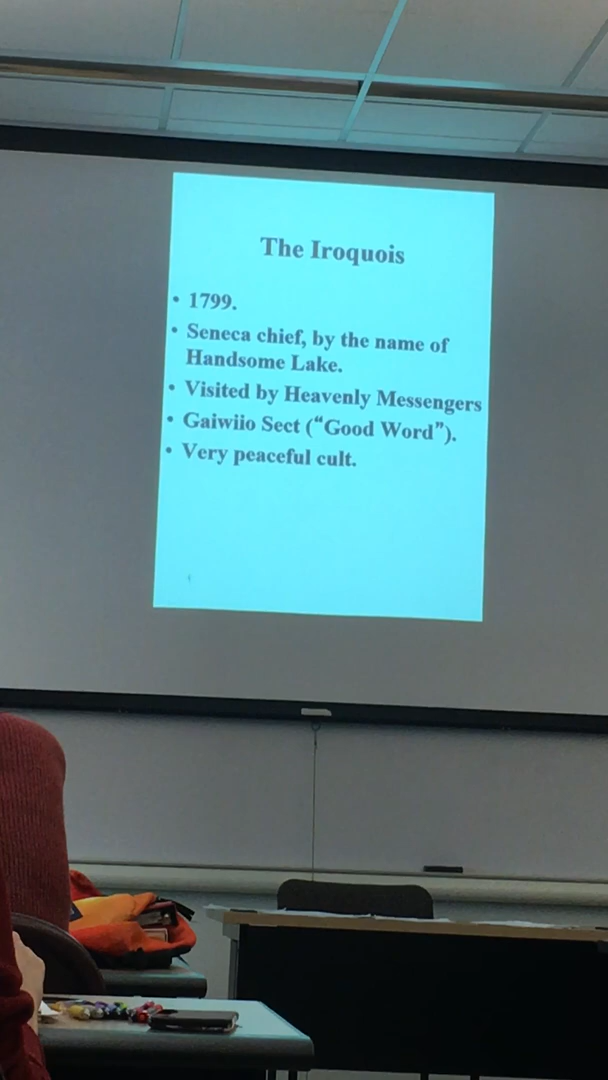 The Iroquois
• 1799.
• Seneca chief, by the name of
Handsome Lake.
• Visited by Heavenly Messengers
• Gaiwiio Sect (“Good Word”).
• Very peaceful cult.